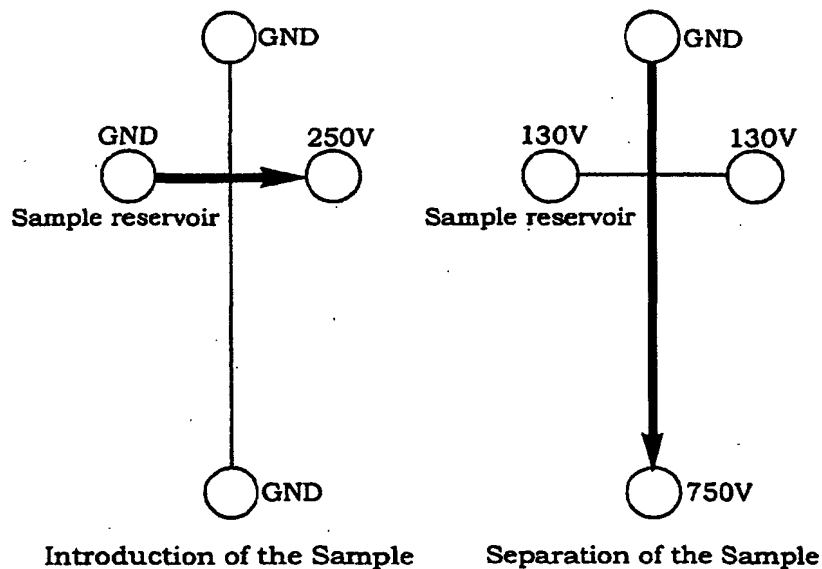 GND
GND 250V
Sample reservoir
GND
Introduction of the Sample
GND
130V 130V
Sample reservoir
750V
Separation of the Sample